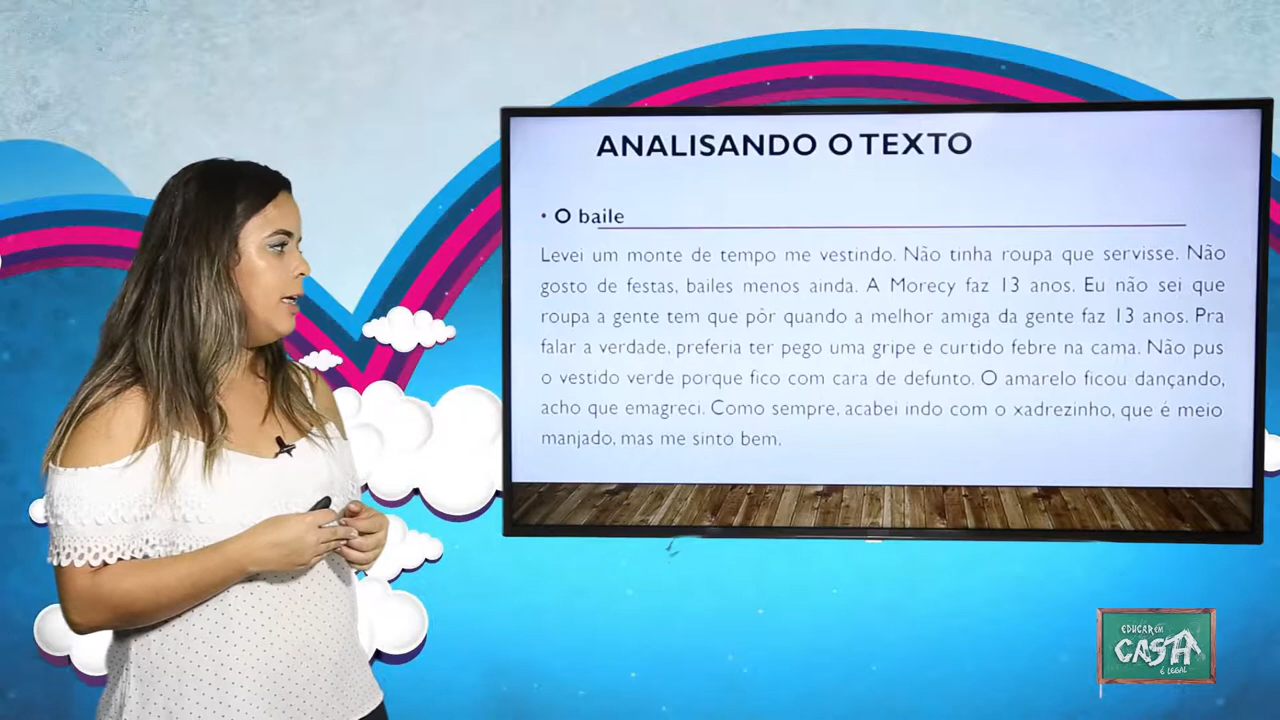 ANALISANDO O TEXTO
• O baile
Levei um monte de tempo me vestindo. Não tinha roupa que servisse. Não
gosto de festas, bailes menos ainda. A Morecy faz 13 anos. Eu não sei que
roupa a gente tem que pôr quando a melhor amiga da gente faz 13 anos. Pra
falar a verdade, preferia ter pego uma gripe e curtido febre na cama. Não pus
o vestido verde porque fico com cara de defunto. O amarelo ficou dançando,
acho que emagreci. Como sempre, acabei indo com o xadrezinho, que é meio
manjado, mas me sinto bem.
EDUCAR EM
CASA
É LEGAL